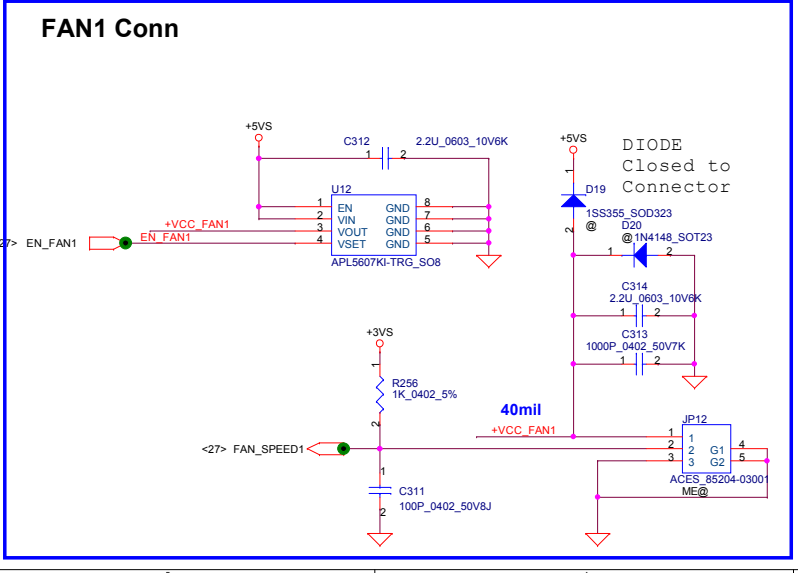 FAN1 Conn
+5VS
C312
2.2U_0603_10V6K
1 2
U12
1 EN GND 8
2 VIN GND 7
3 VOUT GND 6
4 VSET GND 5
APL5607KI-TRG_SO8
+VCC_FAN1
7> EN_FAN1
EN_FAN1
+5VS
DIODE
Closed to
Connector
1
D19
1SS355_SOD323
@
2
D20
@1N4148_SOT23
1 2
C314
2.2U_0603_10V6K
1 2
C313
1000P_0402_50V7K
1 2
+3VS
1
R256
1K_0402_5%
2
40mil
+VCC_FAN1
<27> FAN_SPEED1
JP12
1 1
2 2 G1 4
3 3 G2 5
ACES_85204-03001
ME@
1
C311
100P_0402_50V8J
2